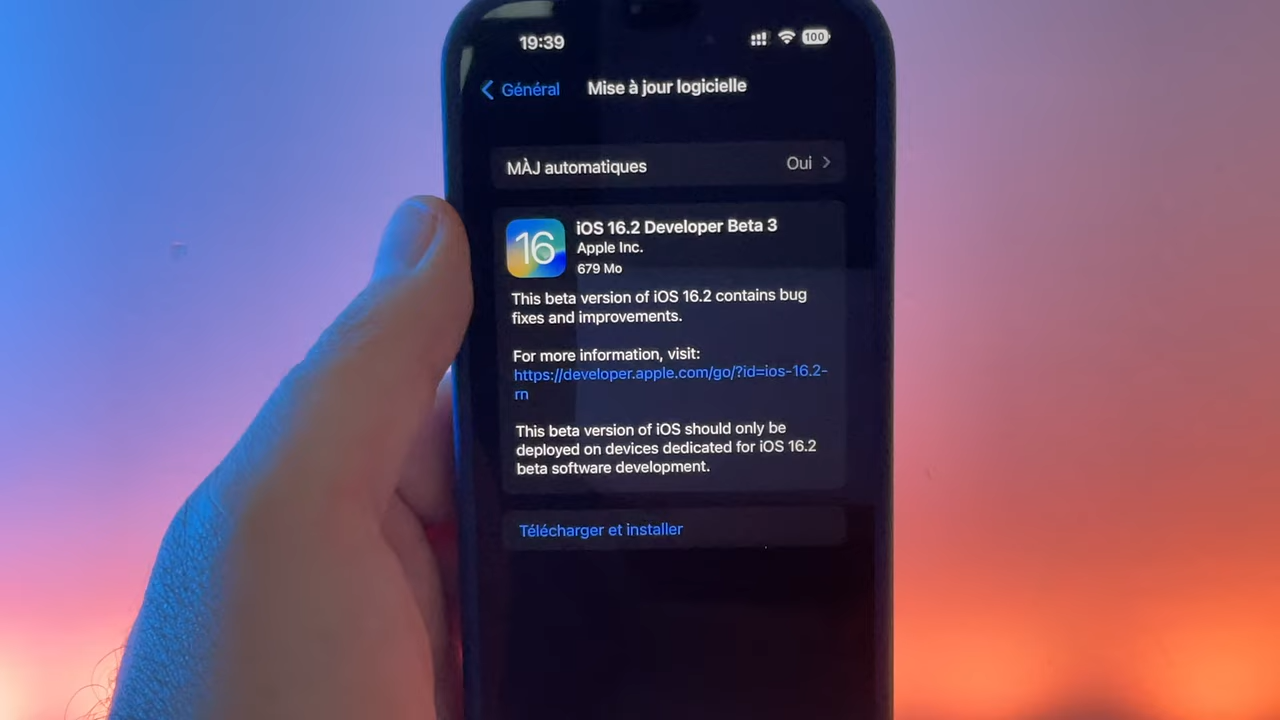 19:39
100
Général
Mise à jour logicielle
MÀJ automatiques
Oui
16
iOS 16.2 Developer Beta 3
Apple Inc.
679 Mo
This beta version of iOS 16.2 contains bug
fixes and improvements.
For more information, visit:
https://developer.apple.com/go/?id=ios-16.2-
rn
This beta version of iOS should only be
deployed on devices dedicated for iOS 16.2
beta software development.
Télécharger et installer